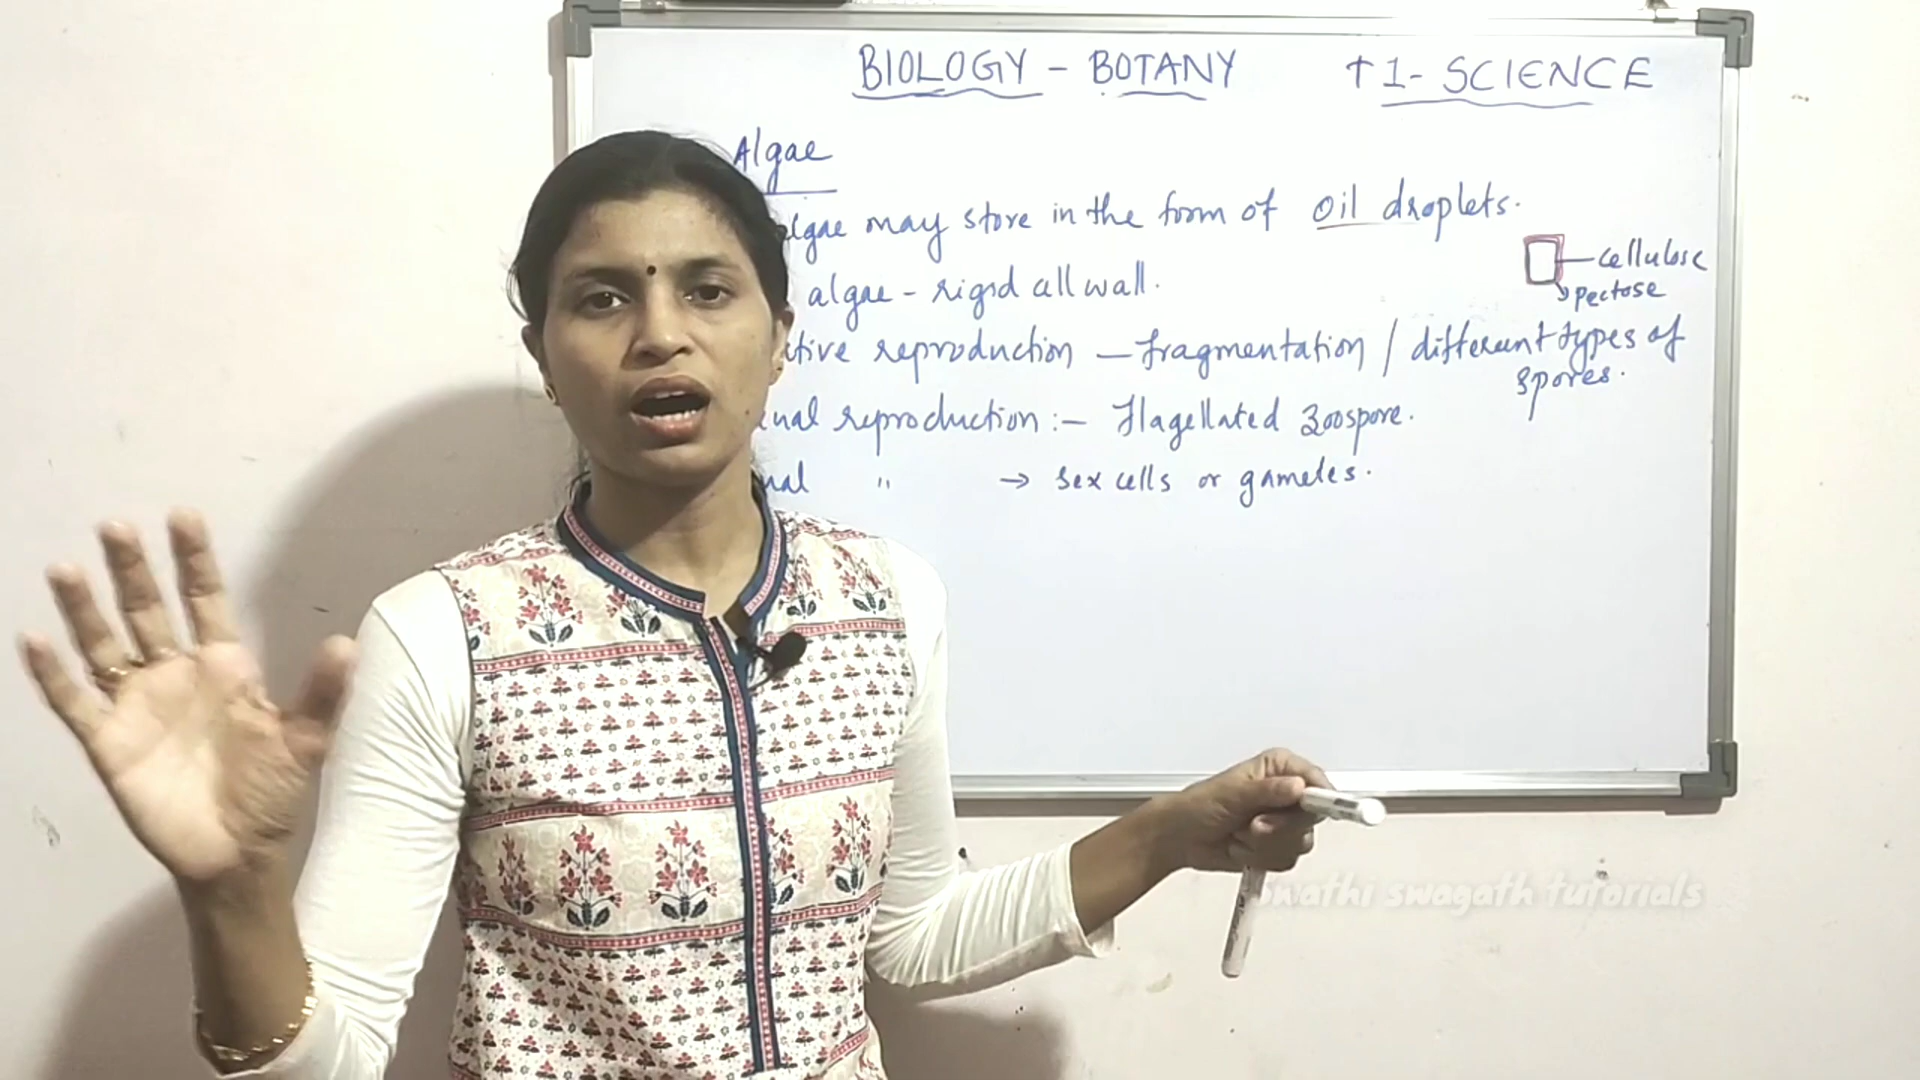 BIOLOGY - BOTANY +1- SCIENCE
Algae
algae may store in the form of oil droplets.
cellulose
algae - rigid cell wall.
pectose
reproduction - fragmentation / different types of
spores.
reproduction :- flagellated zoospore.
" → sex cells or gametes.
swagath tutorials